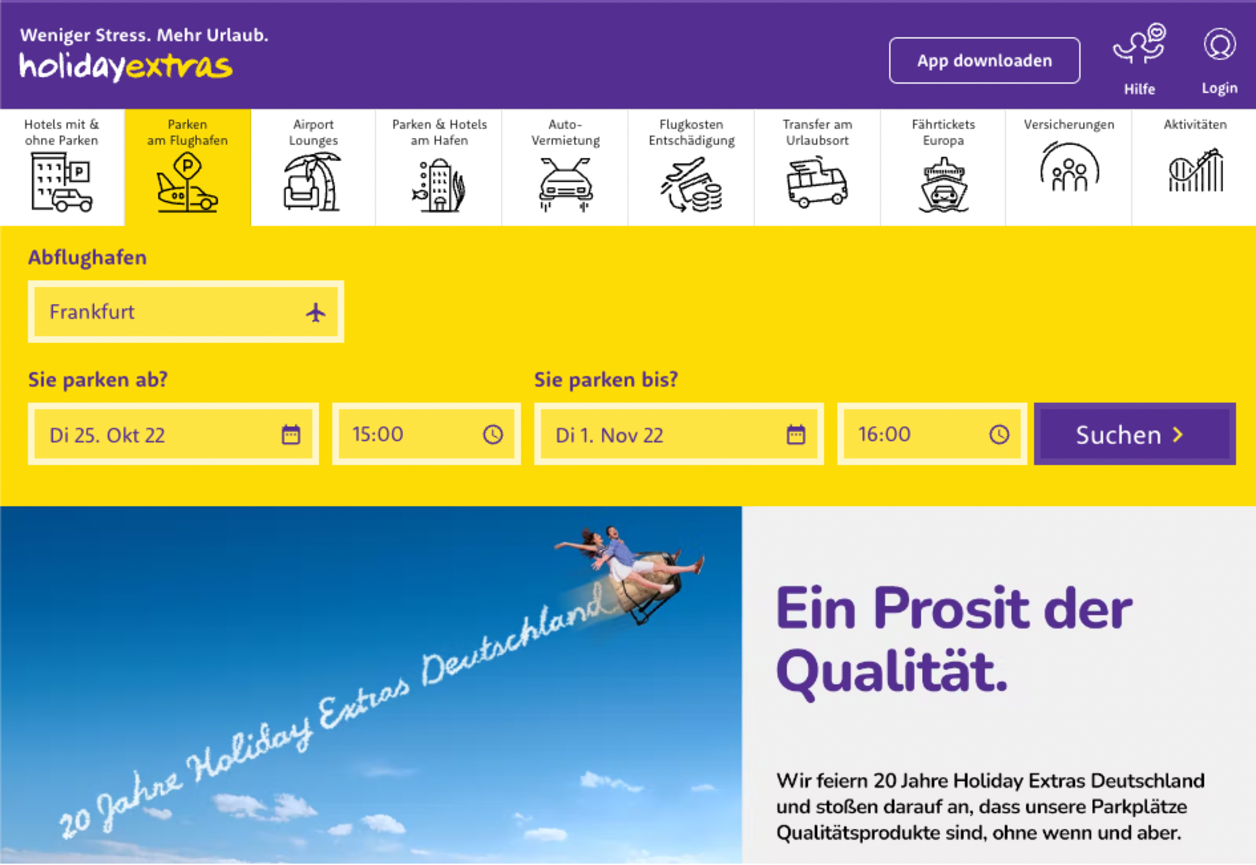 Weniger Stress. Mehr Urlaub.
holidayextras
App downloaden
Hilfe
Login
Hotels mit &
ohne Parken
P
Parken
am Flughafen
P
Airport
Lounges
Parken & Hotels
am Hafen
Auto-
Vermietung
Flugkosten
Entschädigung
Transfer am
Urlaubsort
Fährtickets
Europa
Versicherungen
Aktivitäten
Abflughafen
Frankfurt
Sie parken ab?
Sie parken bis?
Di 25. Okt 22
15:00
Di 1. Nov 22
16:00
Suchen
20 Jahre Holiday Extras Deutschland
Ein Prosit der
Qualität.
Wir feiern 20 Jahre Holiday Extras Deutschland
und stoßen darauf an, dass unsere Parkplätze
Qualitätsprodukte sind, ohne wenn und aber.